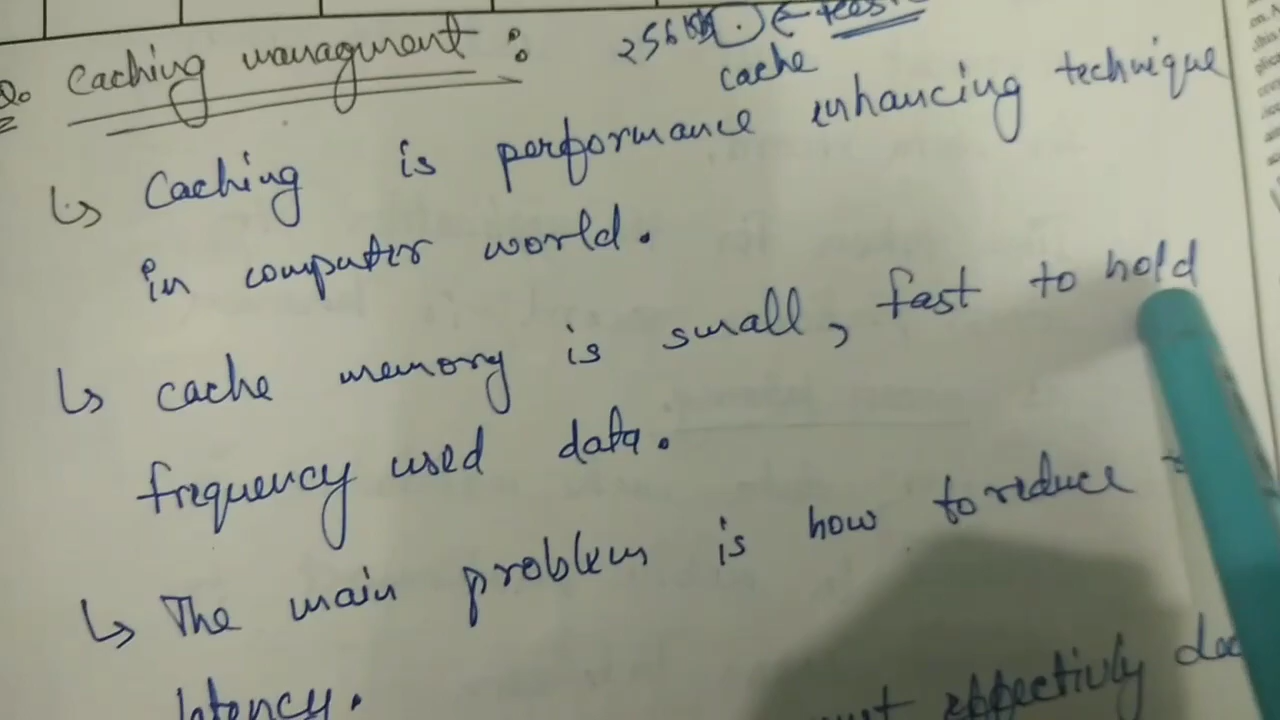 Caching managment :
cache
↳ Caching is performance enhancing technique
in computer world.
↳ cache memory is small, fast to hold
frequency used data.
↳ The main problem is how to reduce
latency.
effectivly